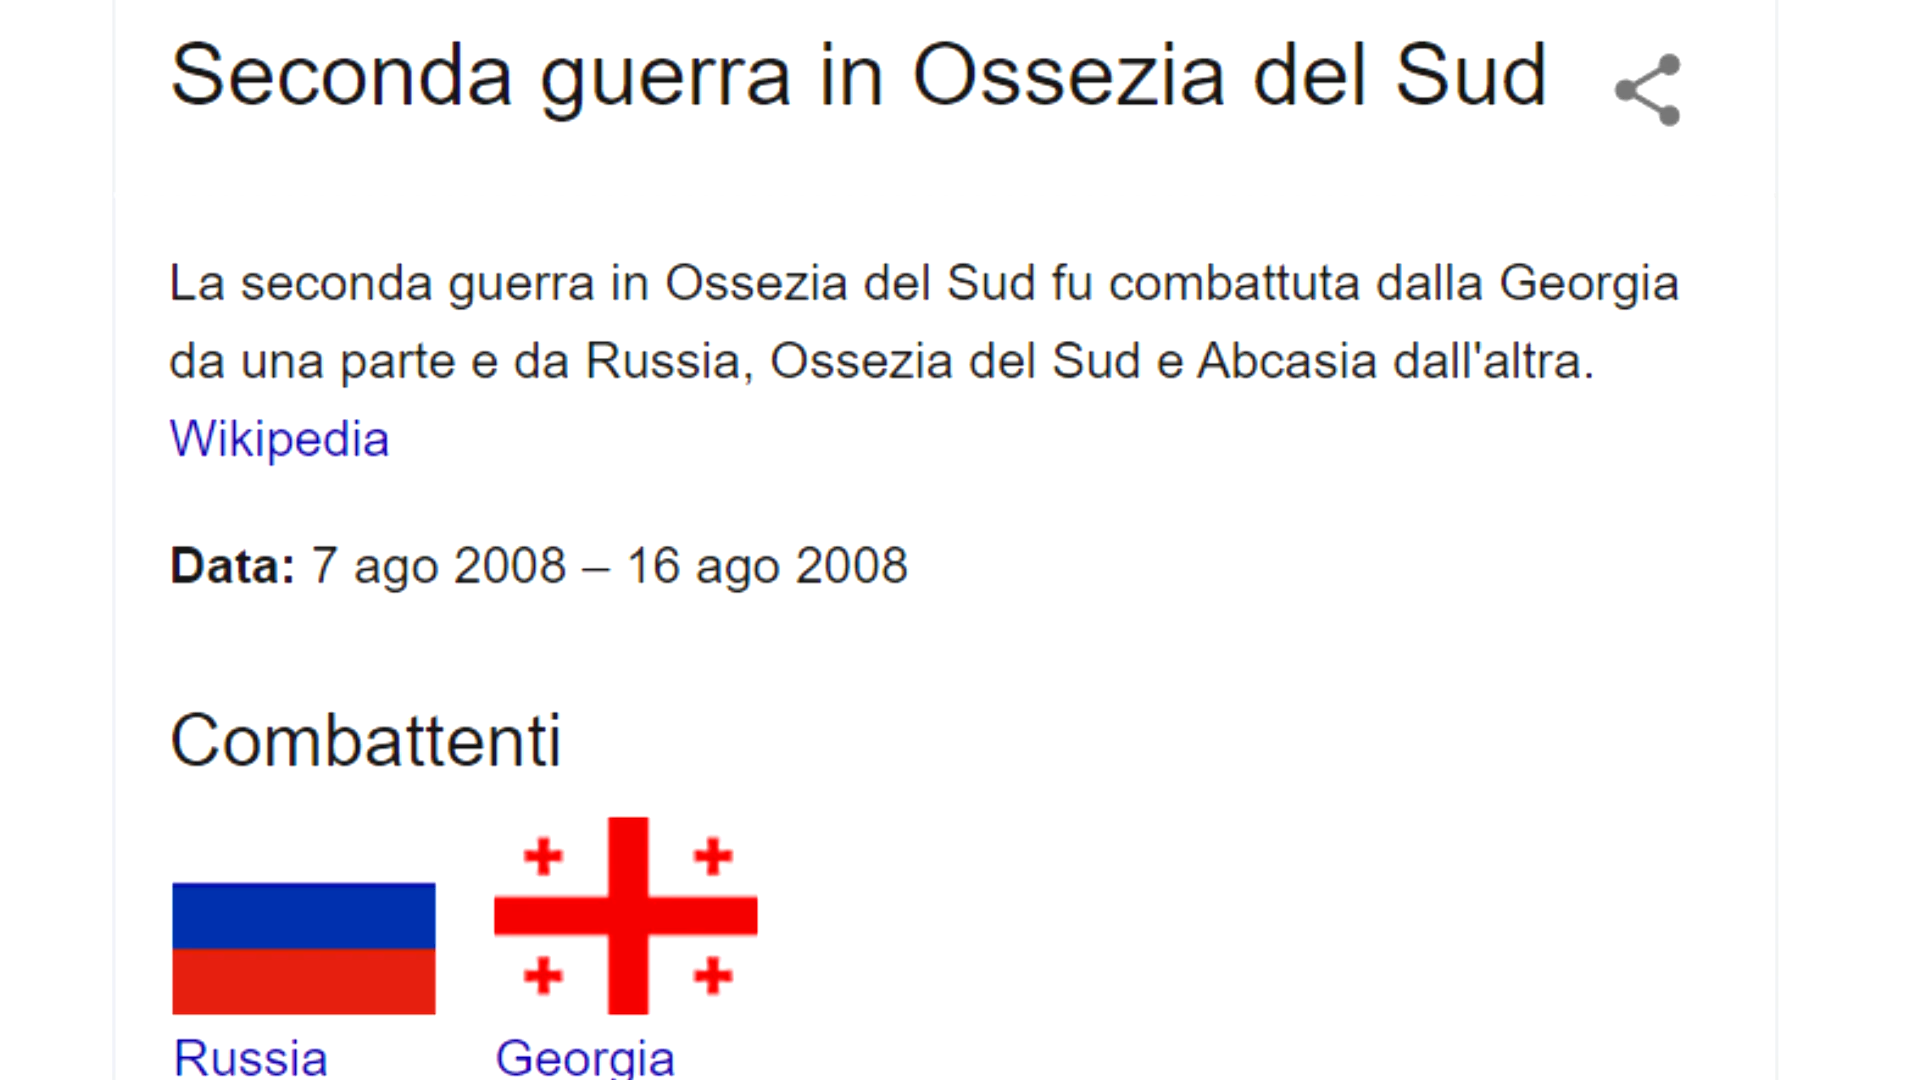 Seconda guerra in Ossezia del Sud
La seconda guerra in Ossezia del Sud fu combattuta dalla Georgia
da una parte e da Russia, Ossezia del Sud e Abcasia dall'altra.
Wikipedia
Data: 7 ago 2008 – 16 ago 2008
Combattenti
Russia
Georgia